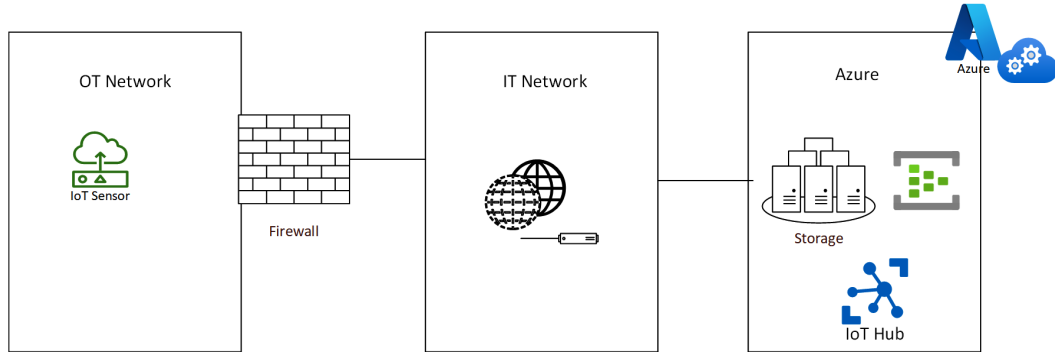 OT Network
IoT Sensor
Firewall
IT Network
Azure
Azure
Storage
IoT Hub